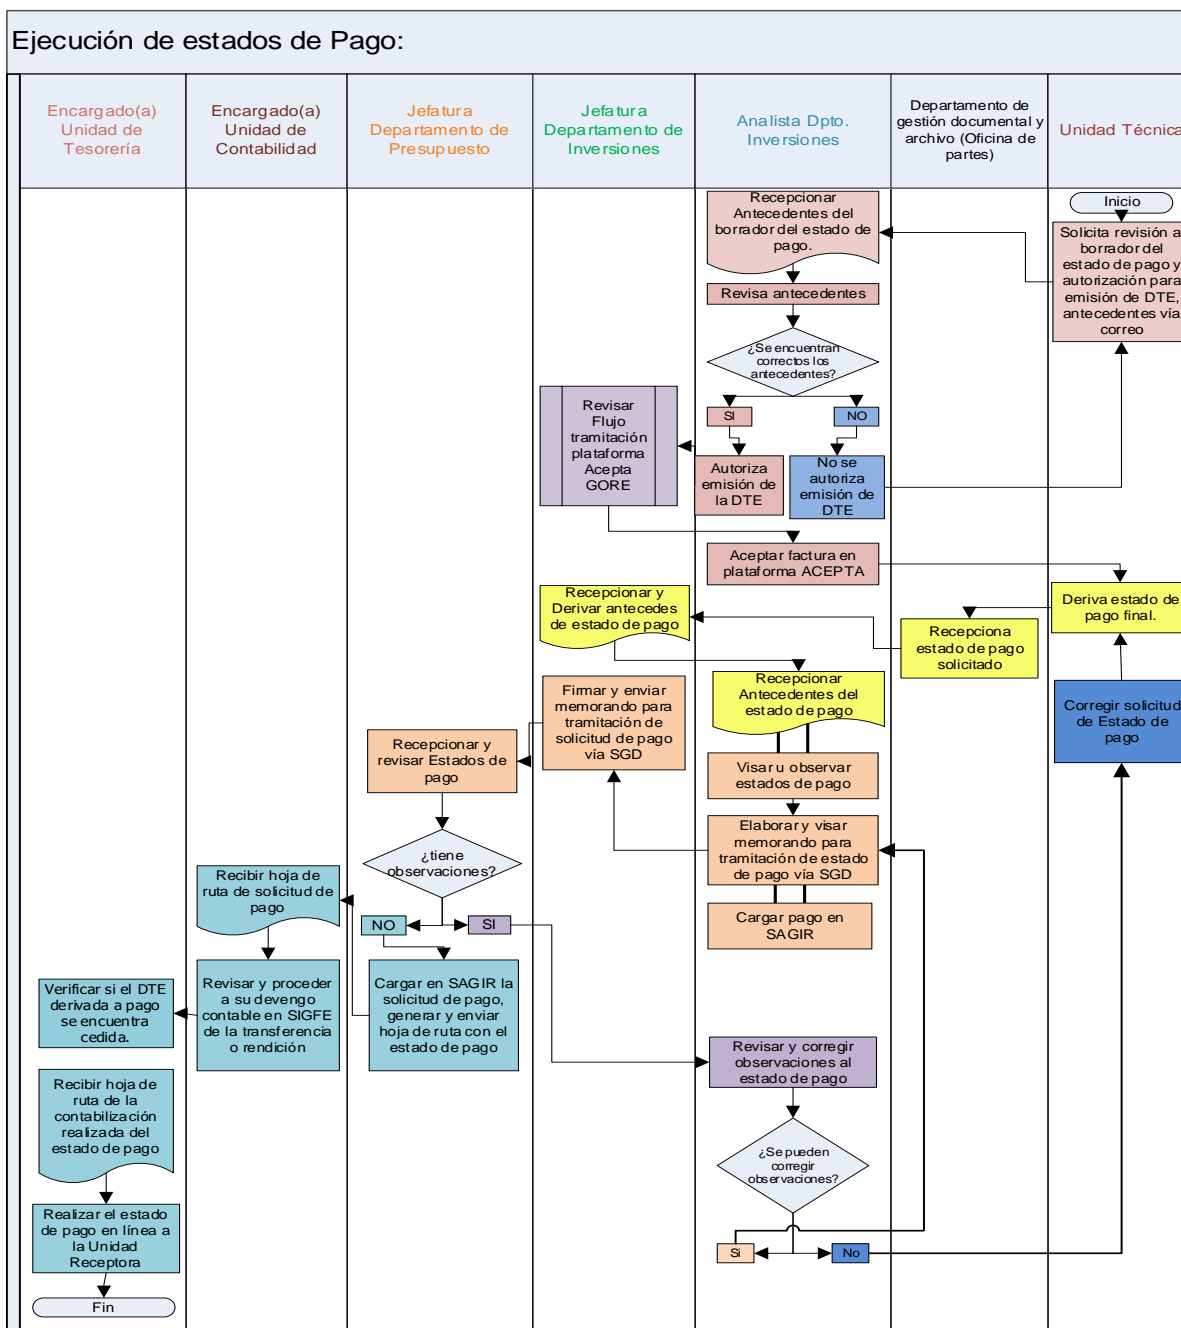 Ejecución de estados de Pago:
Encargado(a)
Unidad de
Tesorería
Encargado(a)
Unidad de
Contabilidad
Jefatura
Departamento de
Presupuesto
Jefatura
Departamento de
Inversiones
Analista Dpto.
Inversiones
Departamento de
gestión documental y
archivo (Oficina de
partes)
Unidad Técnica
Inicio
Solicita revisión a
borrador del
estado de pago y
autorización para
emisión de DTE,
antecedentes vía
correo
Recepcionar
Antecedentes del
borrador del estado de
pago.
Revisa antecedentes
¿Se encuentran
correctos los
antecedentes?
SI
NO
Autoriza
emisión de
la DTE
No se
autoriza
emisión de
DTE
Revisar
Flujo
tramitación
plataforma
Acepta
GORE
Aceptar factura en
plataforma ACEPTA
Deriva estado de
pago final.
Recepciona
estado de pago
solicitado
Recepcionar y
Derivar antecedes
de estado de pago
Recepcionar
Antecedentes del
estado de pago
Corregir solicitud
de Estado de
pago
Visar u observar
estados de pago
Elaborar y visar
memorando para
tramitación de estado
de pago vía SGD
Cargar pago en
SAGIR
Firmar y enviar
memorando para
tramitación de
solicitud de pago
vía SGD
Recepcionar y
revisar Estados de
pago
¿tiene
observaciones?
NO
SI
Cargar en SAGIR la
solicitud de pago,
generar y enviar
hoja de ruta con el
estado de pago
Recibir hoja de
ruta de solicitud de
pago
Revisar y proceder
a su devengo
contable en SIGFE
de la transferencia
o rendición
Verificar si el DTE
derivada a pago
se encuentra
cedida.
Recibir hoja de
ruta de la
contabilización
realizada del
estado de pago
Realizar el estado
de pago en línea a
la Unidad
Receptora
Fin
Revisar y corregir
observaciones al
estado de pago
¿Se pueden
corregir
observaciones?
Si
No